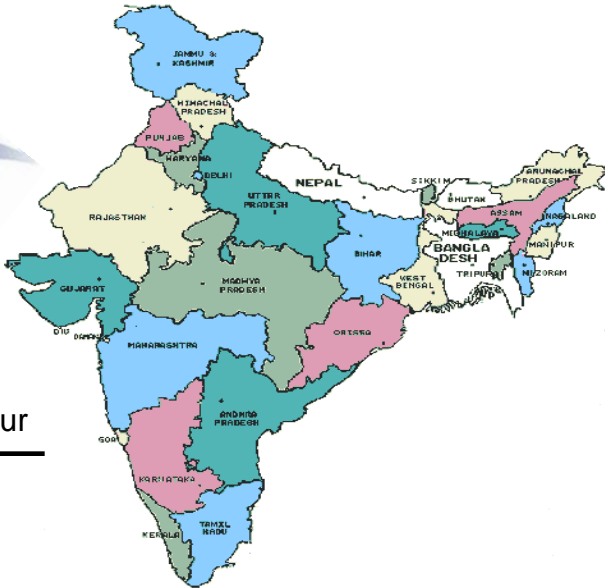 JAMMU &
KASHMIR
HIMACHAL
PRADESH
PUNJAB
HARYANA
DELHI
UTTAR
PRADESH
NEPAL
SIKKIM
BHUTAN
ARUNACHAL
PRADESH
ASSAM
NAGALAND
MEGHALAYA
MANIPUR
BANGLA
DESH
TRIPURA
MIZORAM
RAJASTHAN
BIHAR
WEST
BENGAL
GUJARAT
MADHYA
PRADESH
DIU
DAMAN
MAHARASHTRA
ORISSA
ANDHRA
PRADESH
ur
GOA
KARNATAKA
KERALA
TAMIL
NADU